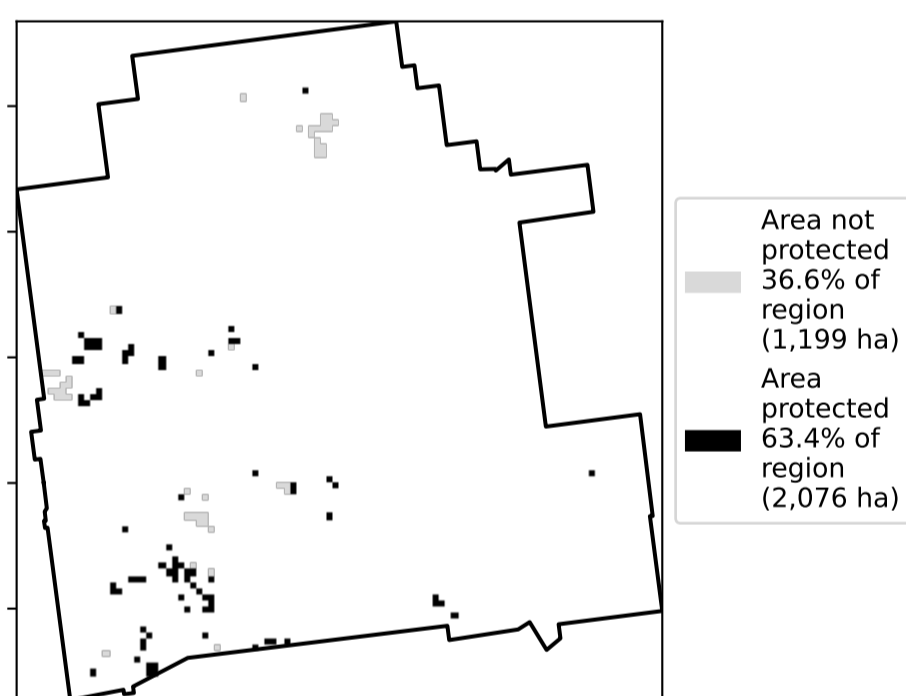 Area not
protected
36.6% of
region
(1,199 ha)
Area
protected
63.4% of
region
(2,076 ha)